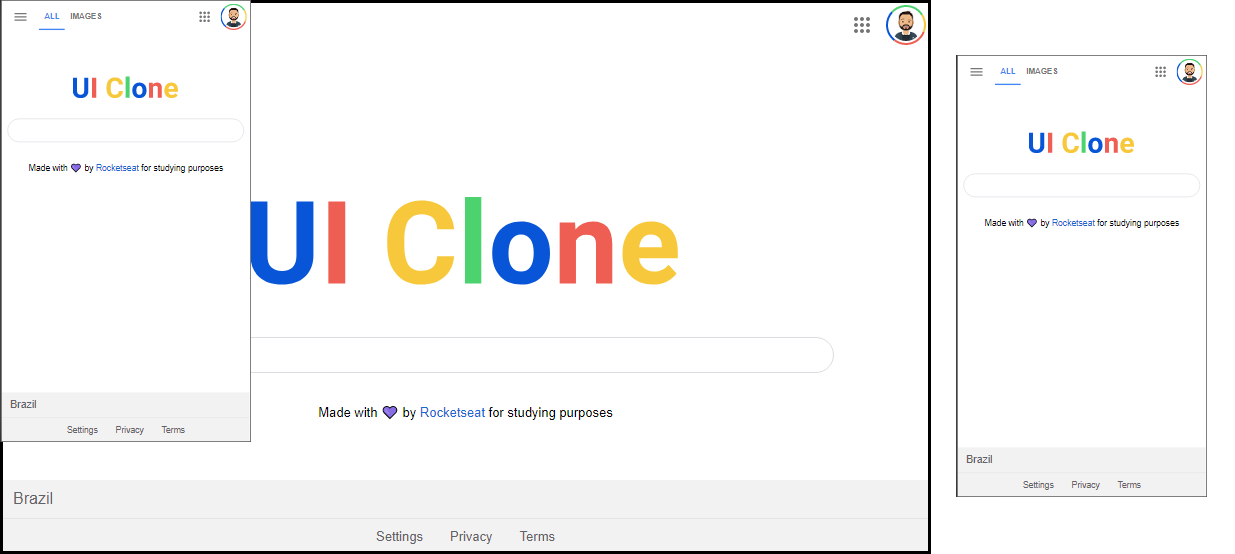 ALL IMAGES
UI Clone
Made with 💜 by Rocketseat for studying purposes
Brazil
Settings Privacy Terms
UI Clone
Made with 💜 by Rocketseat for studying purposes
Brazil
Settings Privacy Terms
ALL IMAGES
UI Clone
Made with 💜 by Rocketseat for studying purposes
Brazil
Settings Privacy Terms